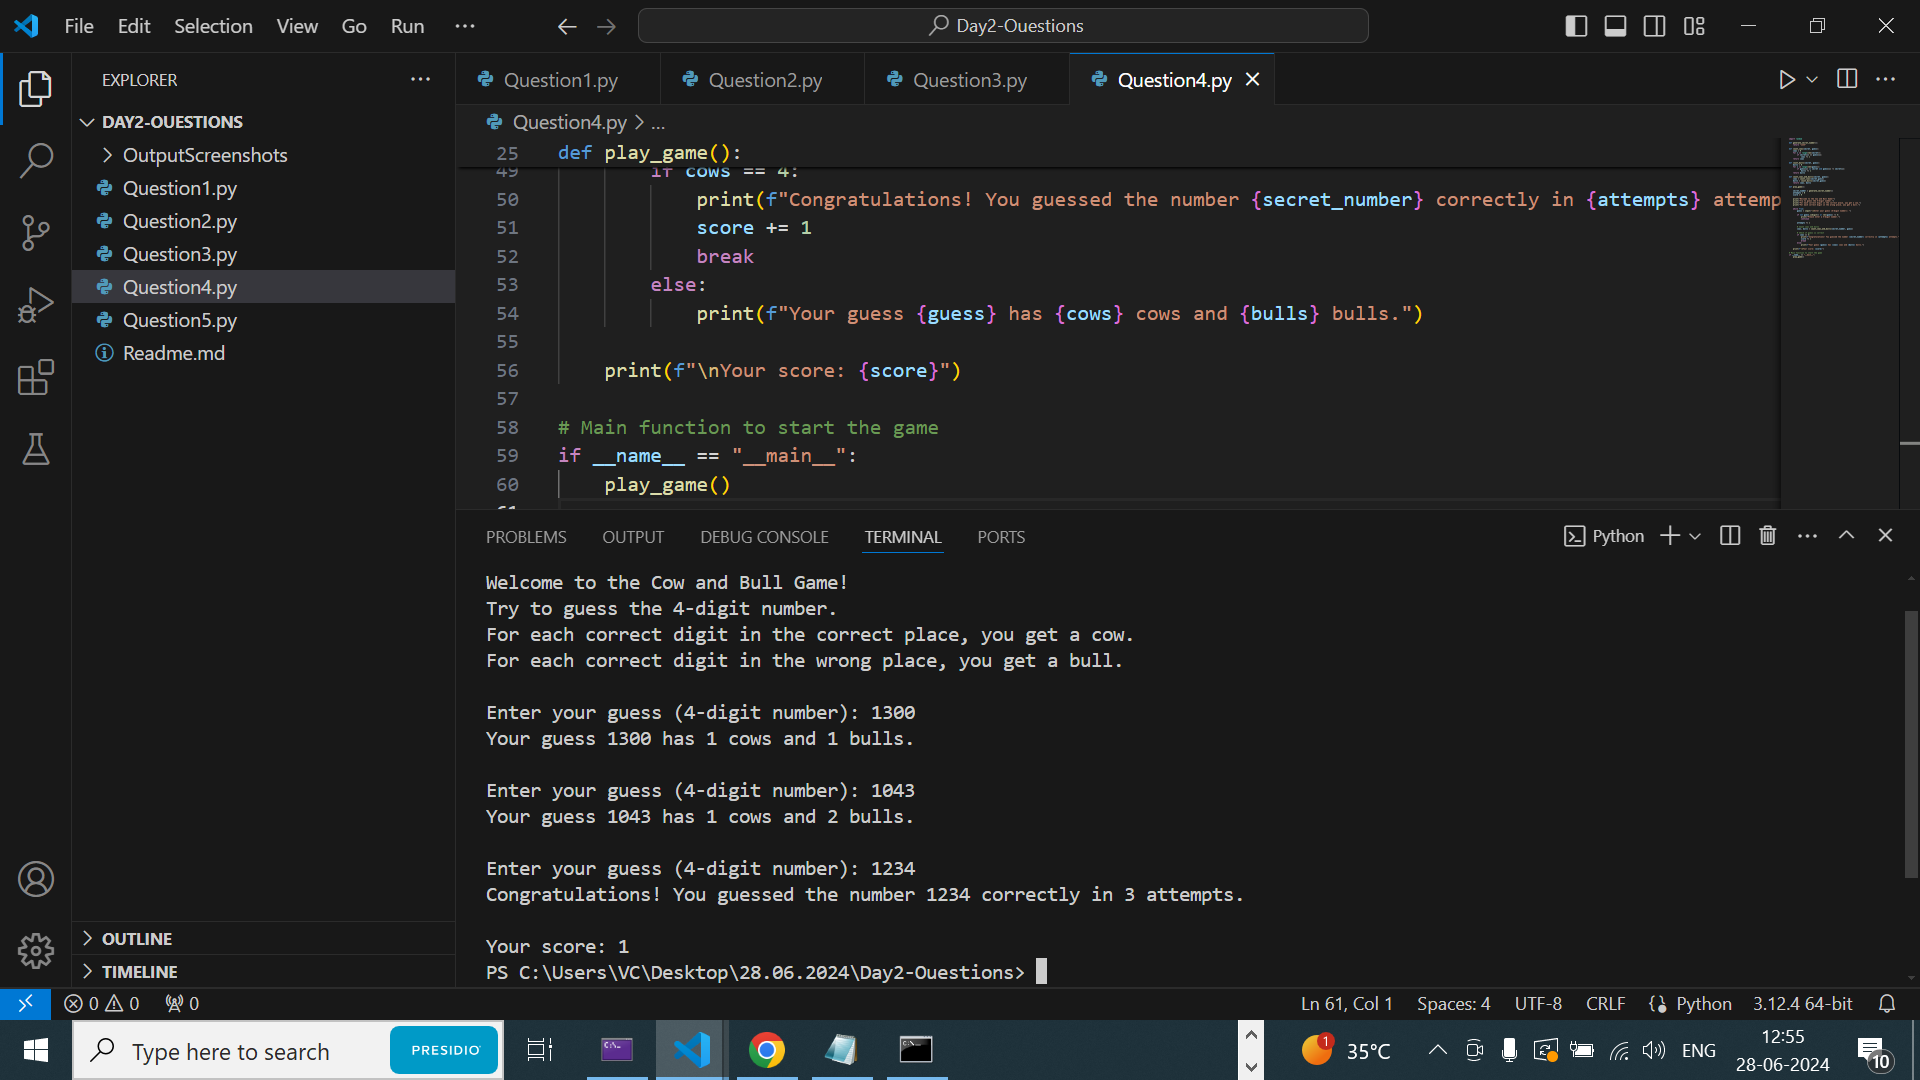 File Edit Selection View Go Run ...
Day2-Ouestions
EXPLORER
DAY2-OUESTIONS
OutputScreenshots
Question1.py
Question2.py
Question3.py
Question4.py
Question5.py
Readme.md
OUTLINE
TIMELINE
Question1.py Question2.py Question3.py Question4.py
Question4.py > ...
25 def play_game():
49 if cows == 4:
50 print(f"Congratulations! You guessed the number {secret_number} correctly in {attempts} attemp
51 score += 1
52 break
53 else:
54 print(f"Your guess {guess} has {cows} cows and {bulls} bulls.")
55
56 print(f"\nYour score: {score}")
57
58 # Main function to start the game
59 if __name__ == "__main__":
60 play_game()
61
PROBLEMS OUTPUT DEBUG CONSOLE TERMINAL PORTS
Python
Welcome to the Cow and Bull Game!
Try to guess the 4-digit number.
For each correct digit in the correct place, you get a cow.
For each correct digit in the wrong place, you get a bull.
Enter your guess (4-digit number): 1300
Your guess 1300 has 1 cows and 1 bulls.
Enter your guess (4-digit number): 1043
Your guess 1043 has 1 cows and 2 bulls.
Enter your guess (4-digit number): 1234
Congratulations! You guessed the number 1234 correctly in 3 attempts.
Your score: 1
PS C:\Users\VC\Desktop\28.06.2024\Day2-Ouestions>
0 0 0
Ln 61, Col 1 Spaces: 4 UTF-8 CRLF Python 3.12.4 64-bit
Type here to search
PRESIDIO
1
35°C
ENG
12:55
28-06-2024
10